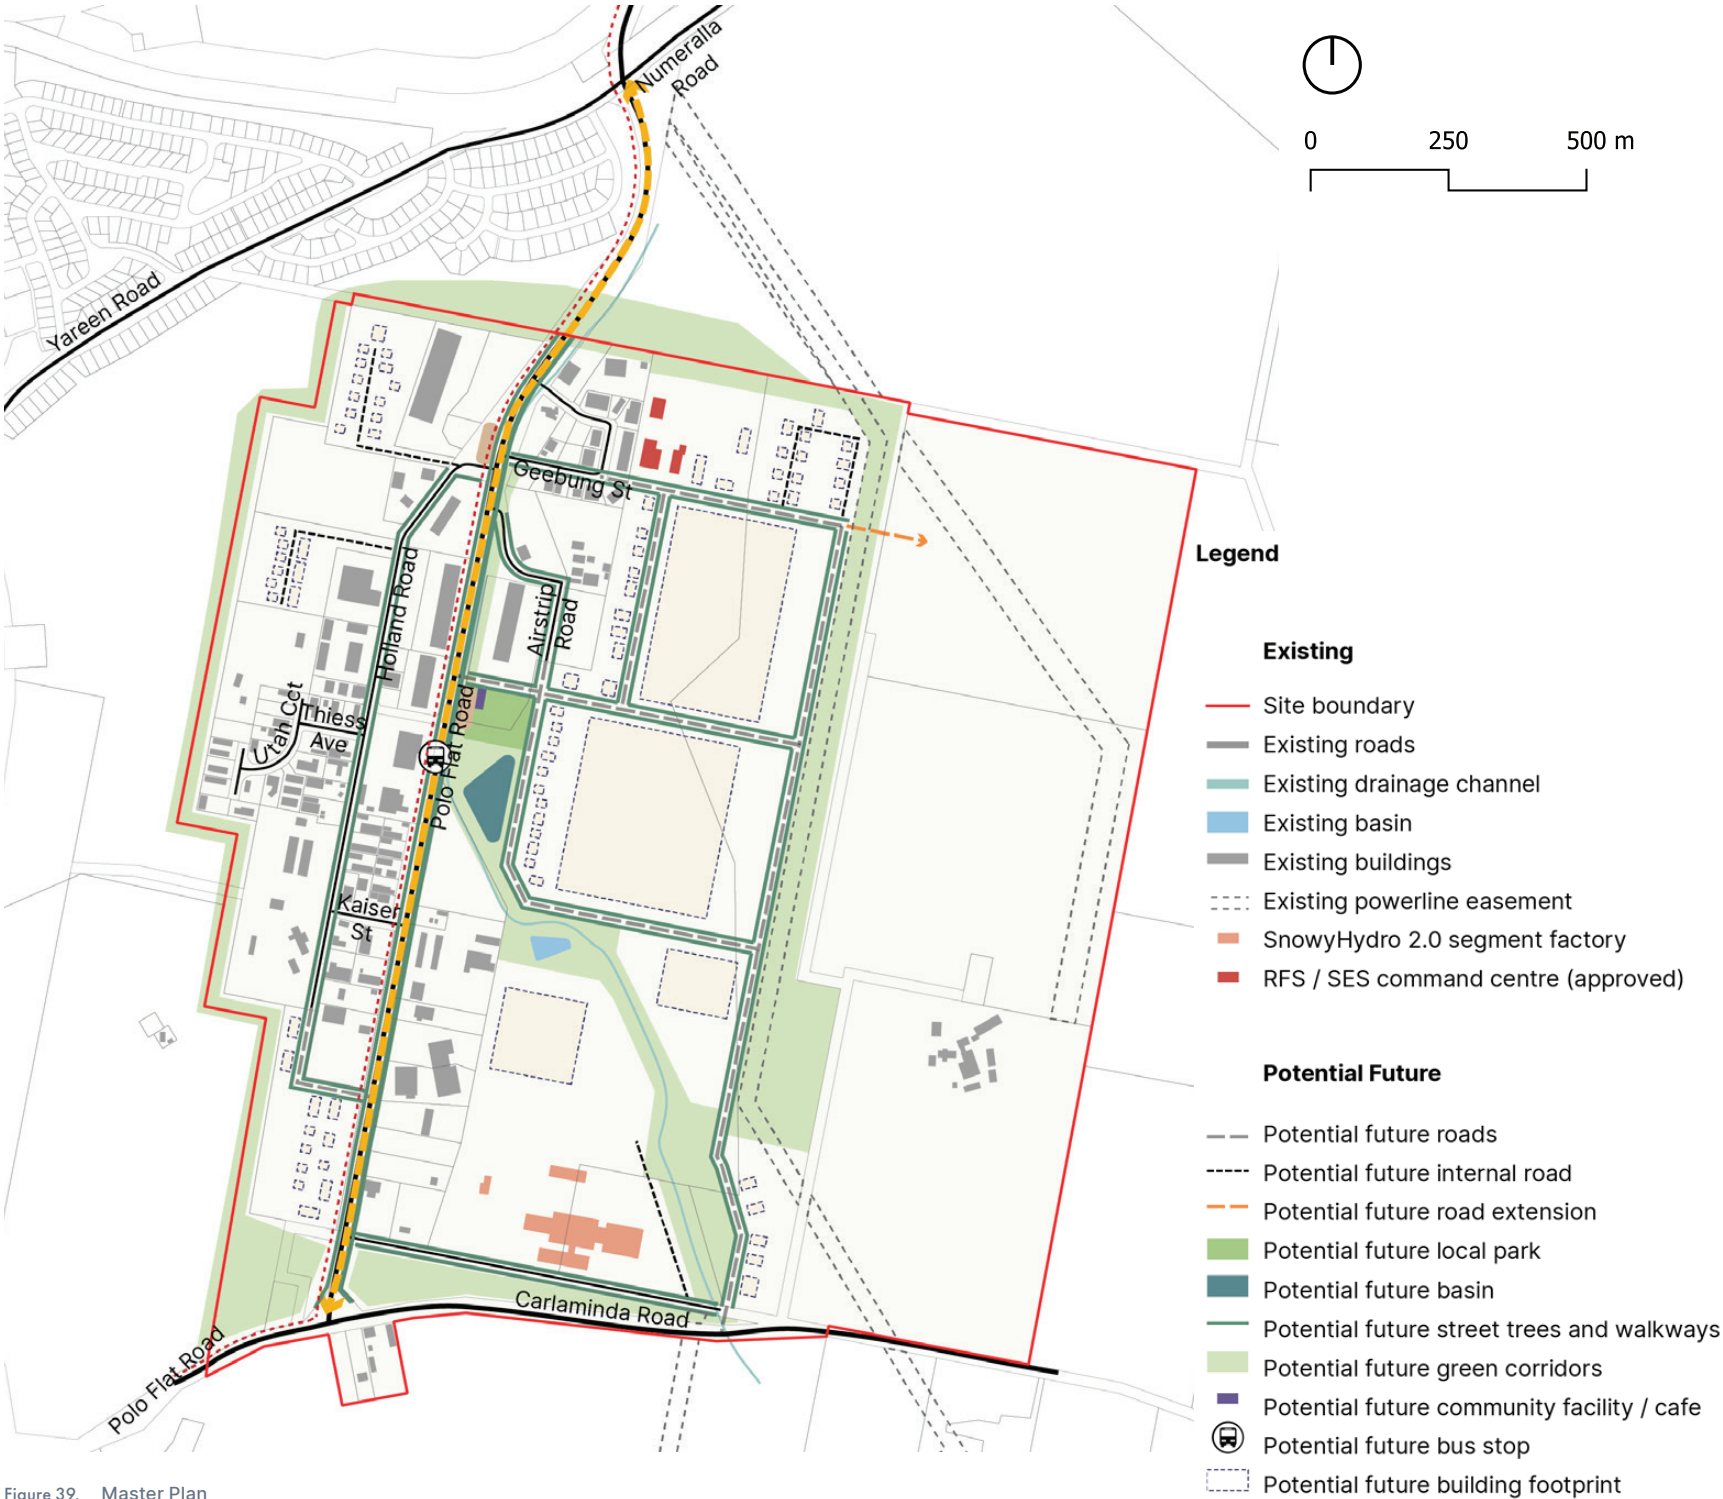 Numeralla
Road
0 250 500 m
Yareen Road
Geebung St
Holland Road
Airstrip
Road
Utah Cct
Thiess
Ave
Polo Flat Road
Kaiser
St
Carlaminda Road
Polo Flat Road
Legend
Existing
Site boundary
Existing roads
Existing drainage channel
Existing basin
Existing buildings
Existing powerline easement
SnowyHydro 2.0 segment factory
RFS / SES command centre (approved)
Potential Future
Potential future roads
Potential future internal road
Potential future road extension
Potential future local park
Potential future basin
Potential future street trees and walkways
Potential future green corridors
Potential future community facility / cafe
Potential future bus stop
Potential future building footprint
Figure 39. Master Plan